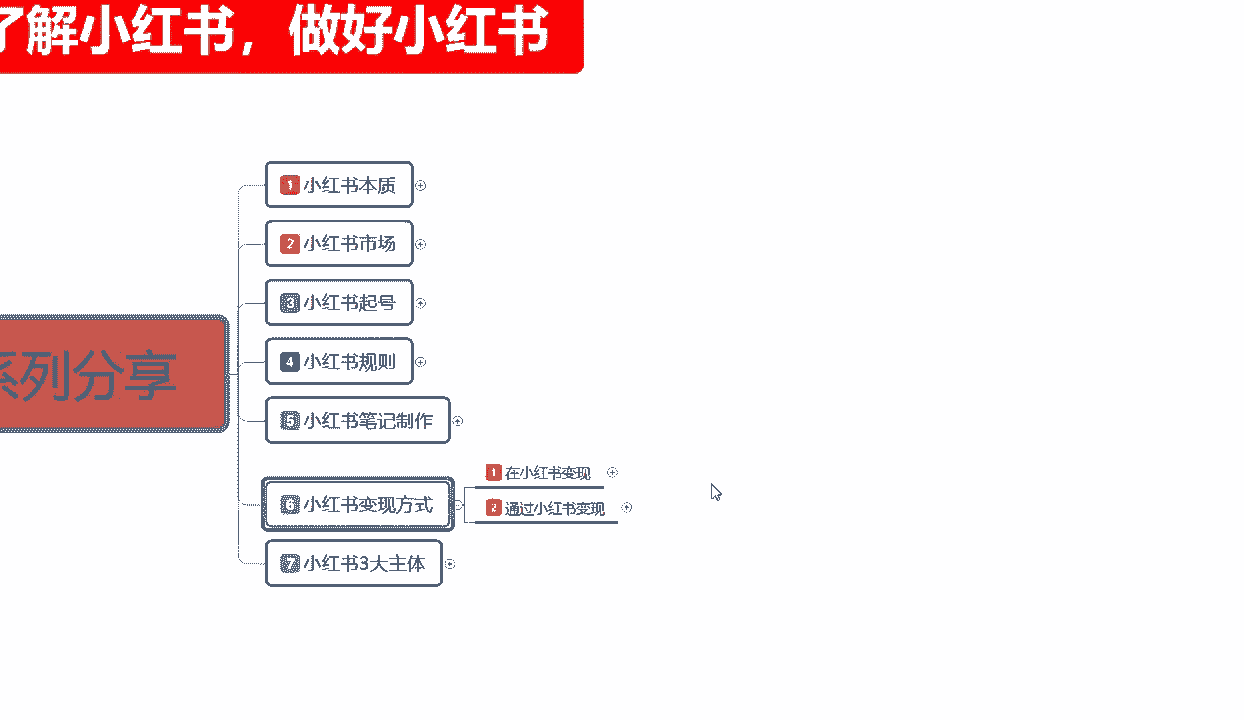 了解小红书，做好小红书
1 小红书本质
2 小红书市场
3 小红书起号
4 小红书规则
系列分享
5 小红书笔记制作
1 在小红书变现
6 小红书变现方式
2 通过小红书变现
7 小红书3大主体